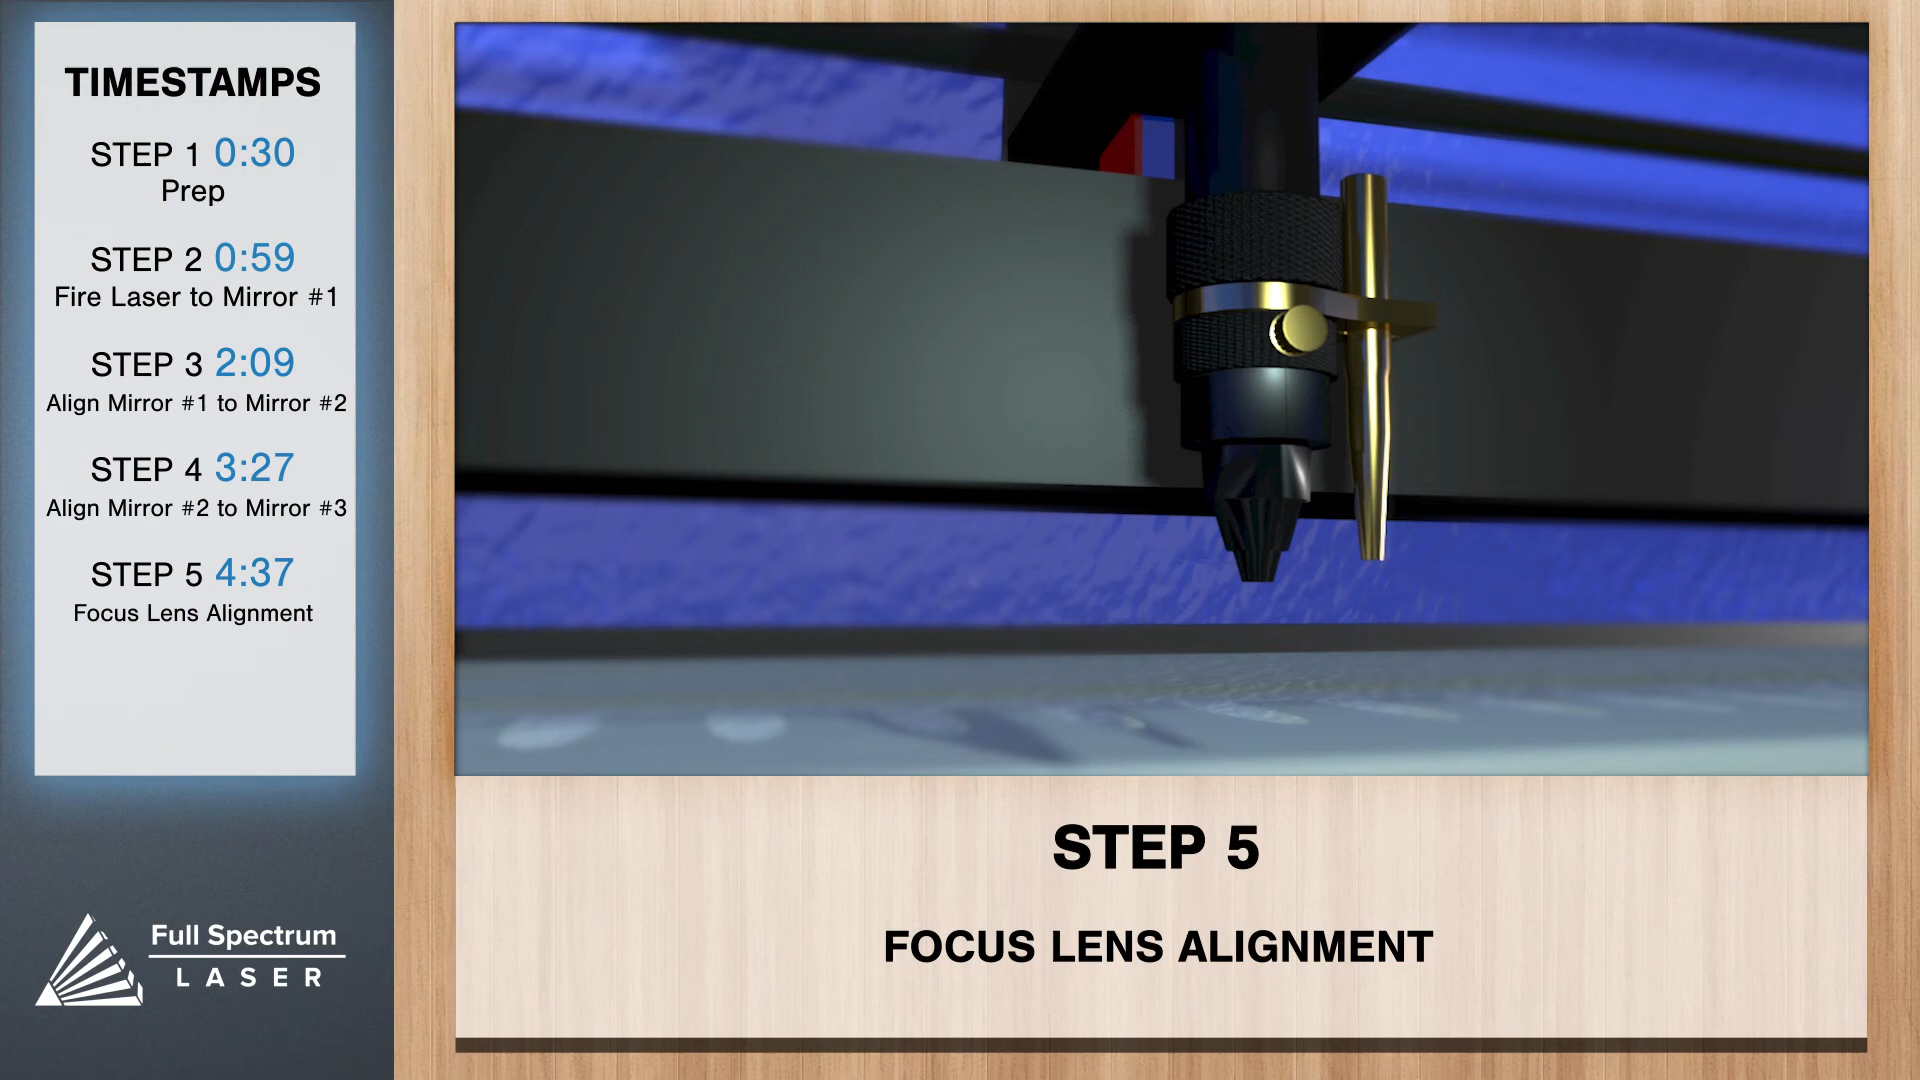 TIMESTAMPS
STEP 1 0:30
Prep
STEP 2 0:59
Fire Laser to Mirror #1
STEP 3 2:09
Align Mirror #1 to Mirror #2
STEP 4 3:27
Align Mirror #2 to Mirror #3
STEP 5 4:37
Focus Lens Alignment
Full Spectrum
LASER
STEP 5
FOCUS LENS ALIGNMENT